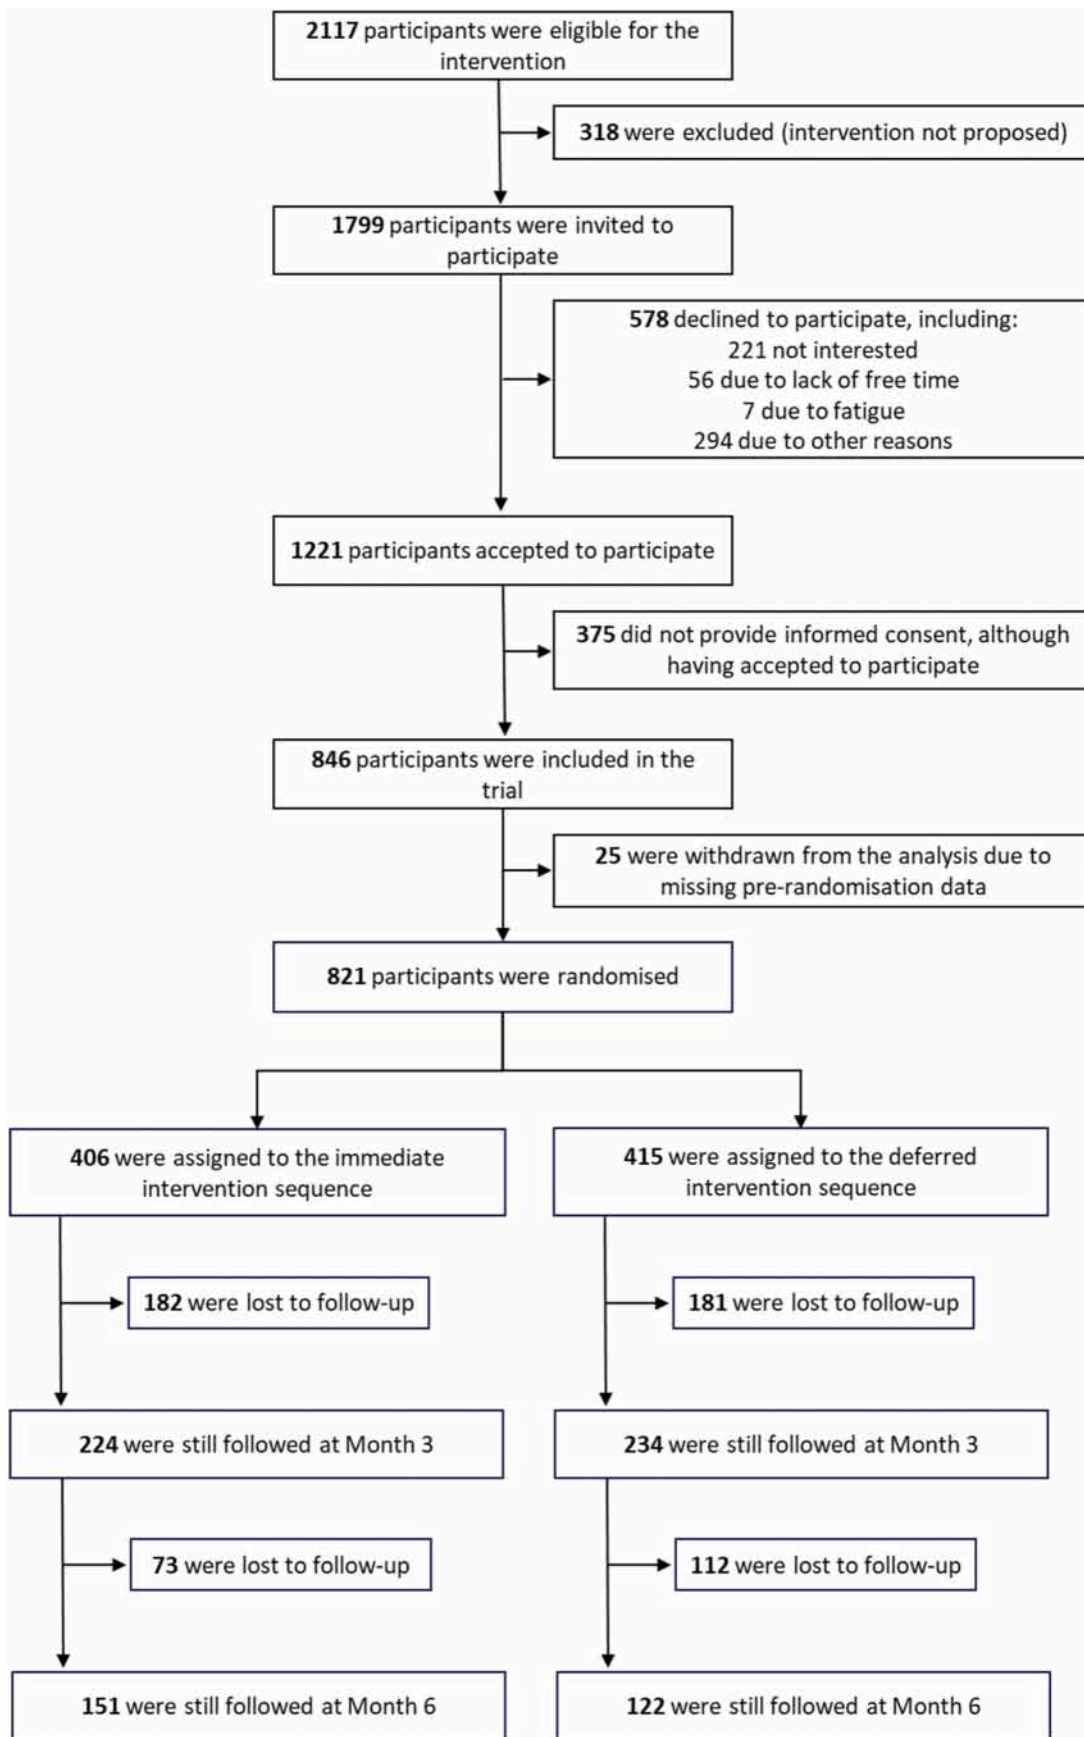 2117 participants were eligible for the
intervention
318 were excluded (intervention not proposed)
1799 participants were invited to
participate
578 declined to participate, including:
221 not interested
56 due to lack of free time
7 due to fatigue
294 due to other reasons
1221 participants accepted to participate
375 did not provide informed consent, although
having accepted to participate
846 participants were included in the
trial
25 were withdrawn from the analysis due to
missing pre-randomisation data
821 participants were randomised
406 were assigned to the immediate
intervention sequence
415 were assigned to the deferred
intervention sequence
182 were lost to follow-up
181 were lost to follow-up
224 were still followed at Month 3
234 were still followed at Month 3
73 were lost to follow-up
112 were lost to follow-up
151 were still followed at Month 6
122 were still followed at Month 6